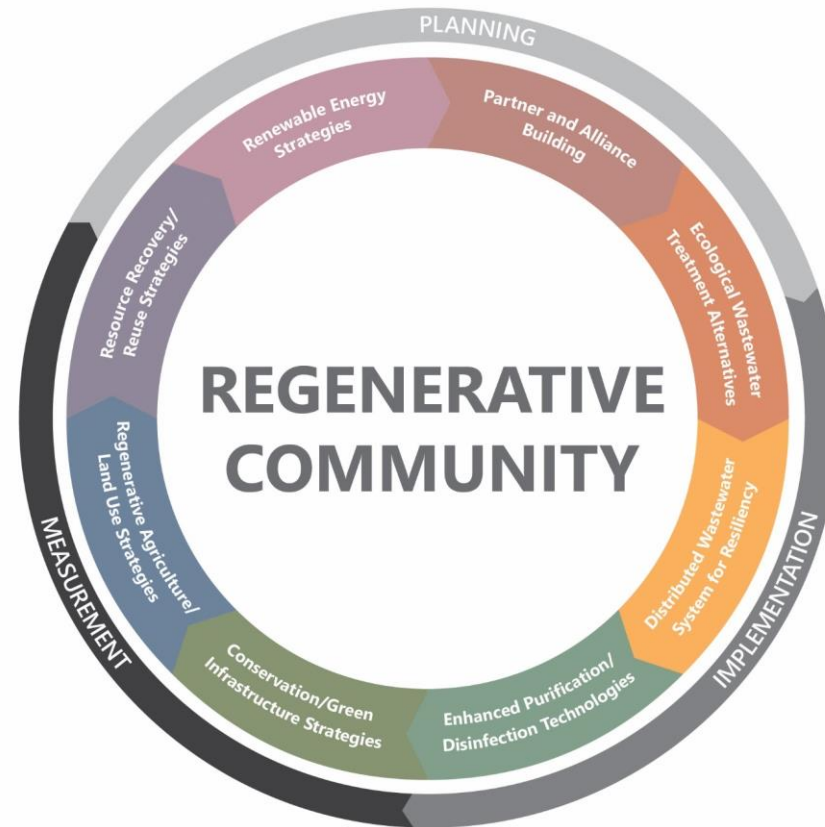 PLANNING
Renewable Energy
Strategies
Partner and Alliance
Building
Ecological Wastewater
Treatment Alternatives
Distributed Wastewater
System for Resiliency
Enhanced Purification/
Disinfection Technologies
Conservation/Green
Infrastructure Strategies
Regenerative Agriculture/
Land Use Strategies
Resource Recovery/
Reuse Strategies
REGENERATIVE
COMMUNITY
IMPLEMENTATION
MEASUREMENT